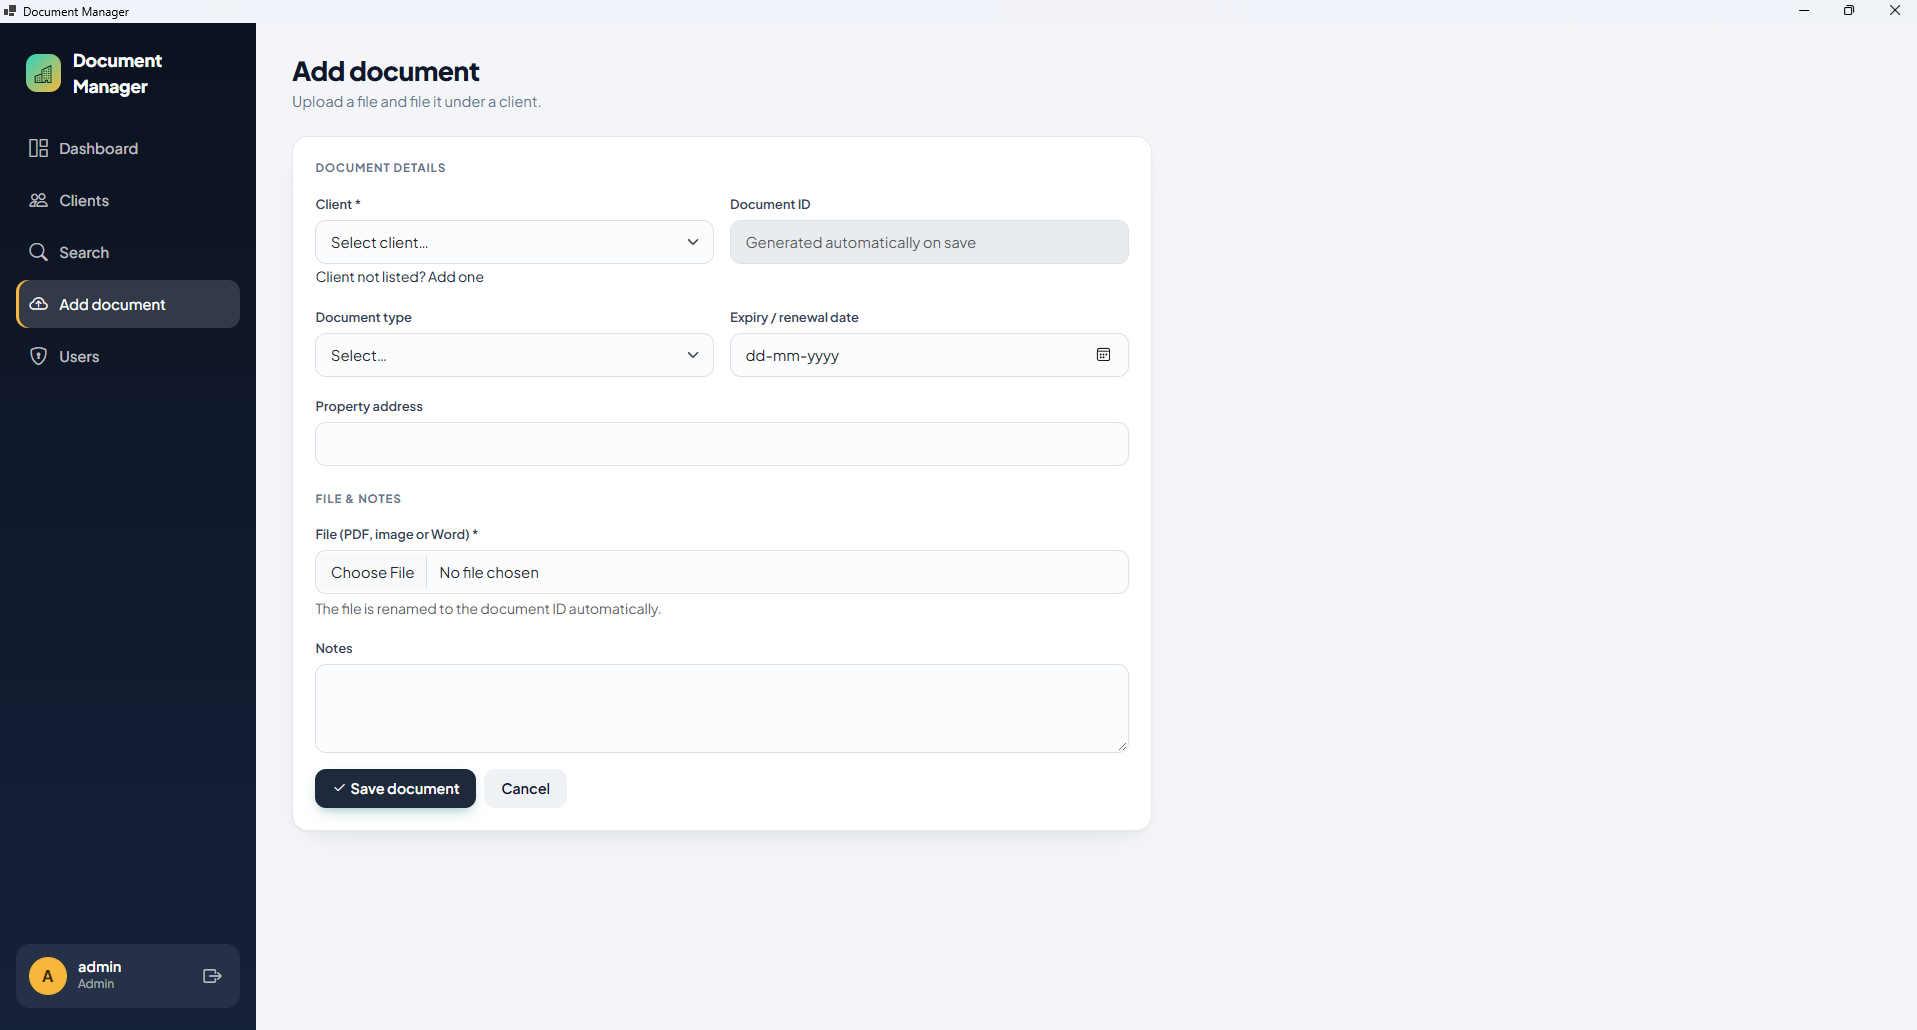 Document Manager
Document
Manager
Dashboard
Clients
Search
Add document
Users
A
admin
Admin
Add document
Upload a file and file it under a client.
DOCUMENT DETAILS
Client *
Document ID
Select client...
Generated automatically on save
Client not listed? Add one
Document type
Expiry / renewal date
Select...
dd-mm-yyyy
Property address
FILE & NOTES
File (PDF, image or Word) *
Choose File
No file chosen
The file is renamed to the document ID automatically.
Notes
Save document
Cancel